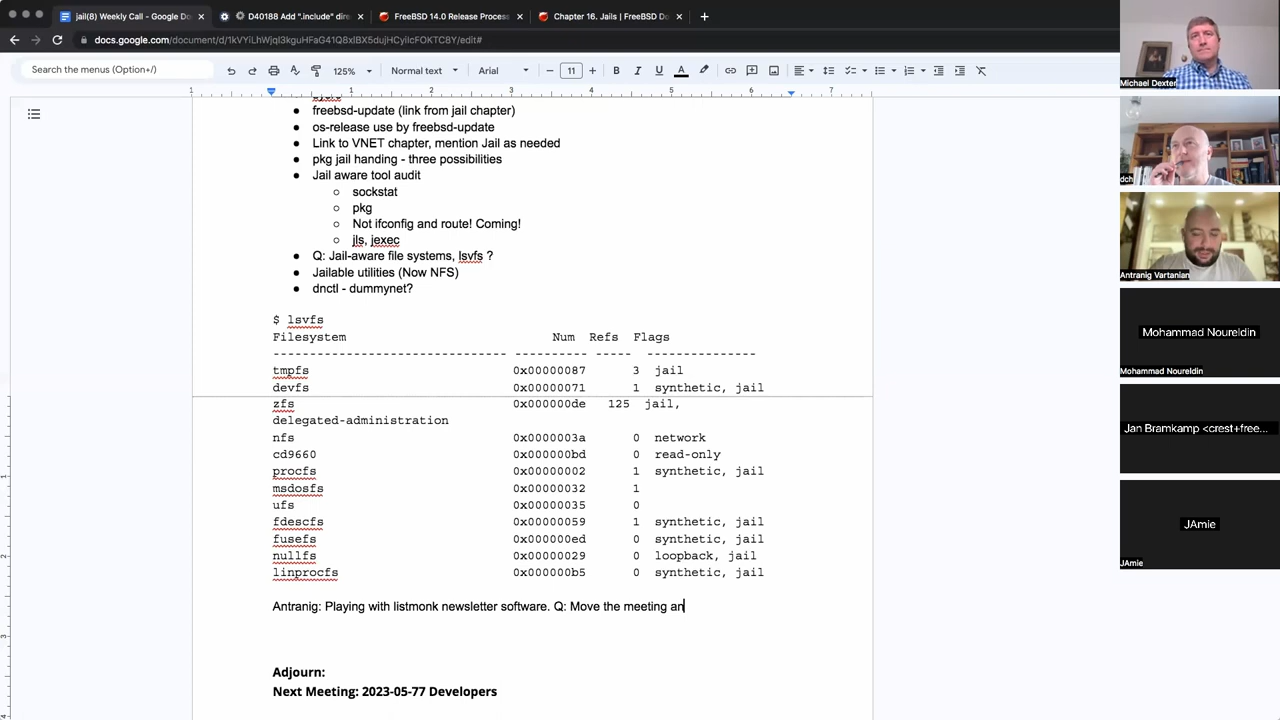 jail(8) Weekly Call - Google Do
D40188 Add ".include" dire
FreeBSD 14.0 Release Process
Chapter 16. Jails | FreeBSD Do
docs.google.com/document/d/1kVYiLhWjql3kguHFaG41Q8xlBX5dujHCyilcFOKTC8Y/edit#
Search the menus (Option+/)
125%
Normal text
Arial
11
freebsd-update (link from jail chapter)
os-release use by freebsd-update
Link to VNET chapter, mention Jail as needed
pkg jail handing - three possibilities
Jail aware tool audit
sockstat
pkg
Not ifconfig and route! Coming!
jls, jexec
Q: Jail-aware file systems, lsvfs ?
Jailable utilities (Now NFS)
dnctl - dummynet?
$ lsvfs
Filesystem Num Refs Flags
-------------------------------- ---------- ----- ---------------
tmpfs 0x00000087 3 jail
devfs 0x00000071 1 synthetic, jail
zfs 0x000000de 125 jail,
delegated-administration
nfs 0x0000003a 0 network
cd9660 0x000000bd 0 read-only
procfs 0x00000002 1 synthetic, jail
msdosfs 0x00000032 1
ufs 0x00000035 0
fdescfs 0x00000059 1 synthetic, jail
fusefs 0x000000ed 0 synthetic, jail
nullfs 0x00000029 0 loopback, jail
linprocfs 0x000000b5 0 synthetic, jail
Antranig: Playing with listmonk newsletter software. Q: Move the meeting an
Adjourn:
Next Meeting: 2023-05-77 Developers
Michael Dexter
dch
Antranig Vartanian
Mohammad Noureldin
Mohammad Noureldin
Jan Bramkamp <crest+free...
JAmie
JAmie